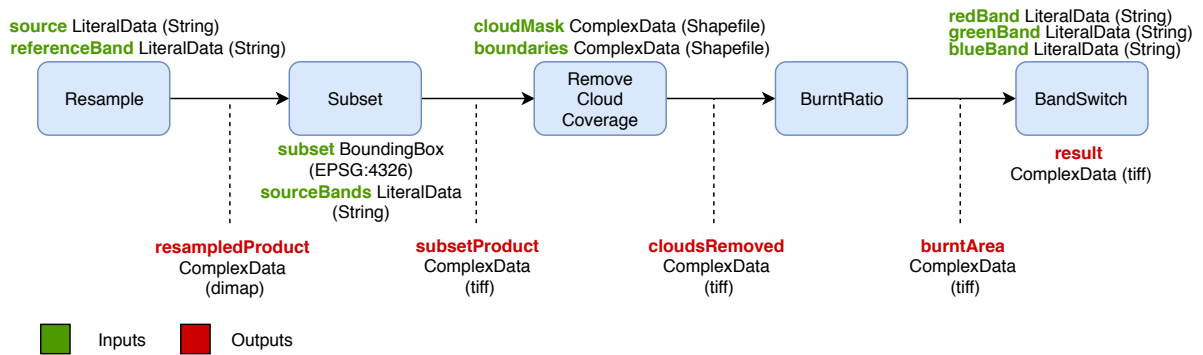 source LiteralData (String)
referenceBand LiteralData (String)
Resample
Subset
subset BoundingBox
(EPSG:4326)
sourceBands LiteralData
(String)
cloudMask ComplexData (Shapefile)
boundaries ComplexData (Shapefile)
Remove
Cloud
Coverage
BurntRatio
redBand LiteralData (String)
greenBand LiteralData (String)
blueBand LiteralData (String)
BandSwitch
result
ComplexData (tiff)
resampledProduct
ComplexData
(dimap)
subsetProduct
ComplexData
(tiff)
cloudsRemoved
ComplexData
(tiff)
burntArea
ComplexData
(tiff)
Inputs
Outputs